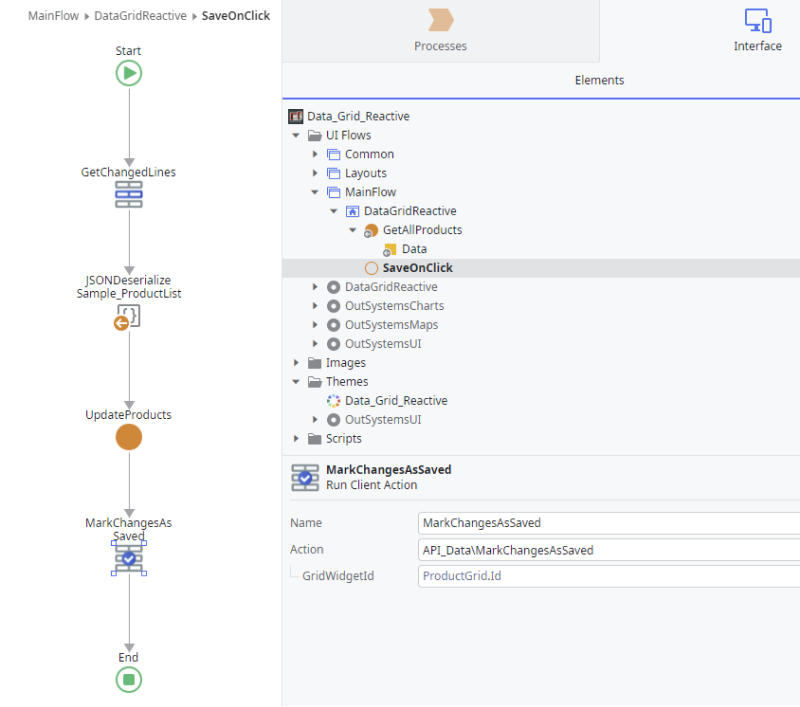 MainFlow ▸ DataGridReactive ▸ SaveOnClick
Start
GetChangedLines
JSONDeserialize
Sample_ProductList
{}
UpdateProducts
MarkChangesAs
Saved
End
Processes
Interface
Elements
Data_Grid_Reactive
UI Flows
Common
Layouts
MainFlow
DataGridReactive
GetAllProducts
Data
SaveOnClick
DataGridReactive
OutSystemsCharts
OutSystemsMaps
OutSystemsUI
Images
Themes
Data_Grid_Reactive
OutSystemsUI
Scripts
MarkChangesAsSaved
Run Client Action
Name MarkChangesAsSaved
Action API_Data\MarkChangesAsSaved
GridWidgetId ProductGrid.Id